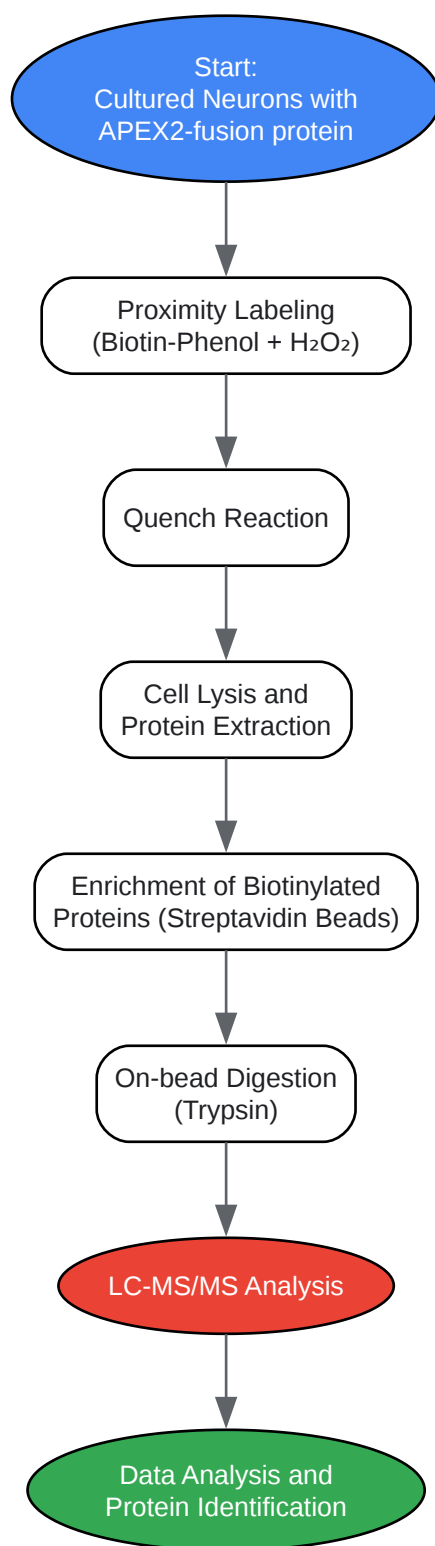 Start:
Cultured Neurons with
APEX2-fusion protein
Proximity Labeling
(Biotin-Phenol + H₂O₂)
Quench Reaction
Cell Lysis and
Protein Extraction
Enrichment of Biotinylated
Proteins (Streptavidin Beads)
On-bead Digestion
(Trypsin)
LC-MS/MS Analysis
Data Analysis and
Protein Identification